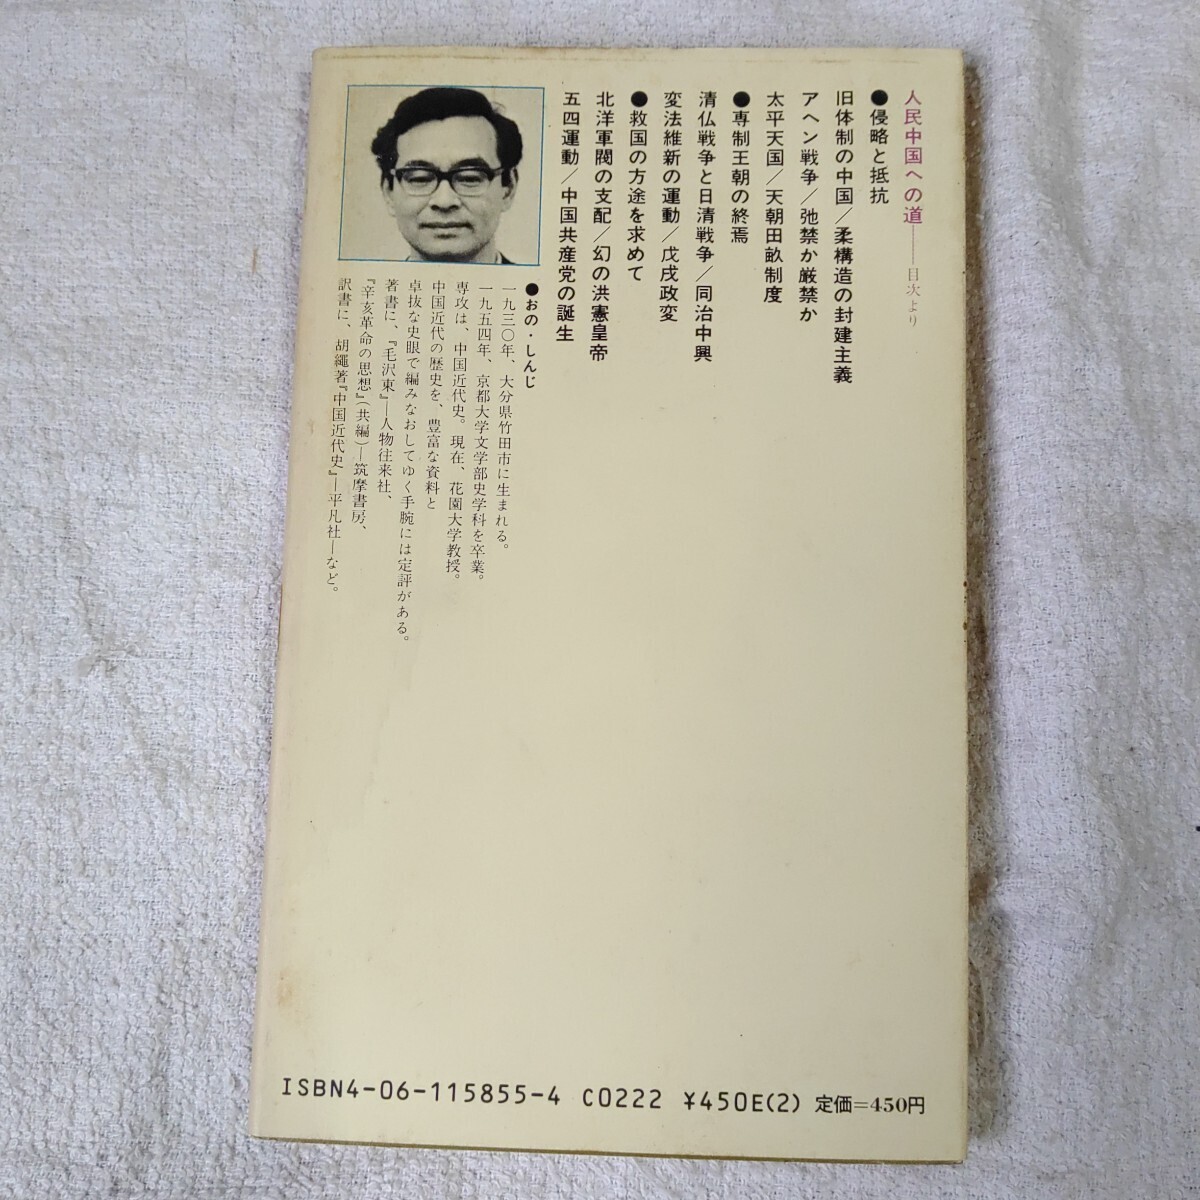 人民中国への道――目次より
●侵略と抵抗
旧体制の中国/柔構造の封建主義
アヘン戦争/弛禁か厳禁か
太平天国/天朝田畝制度
●専制王朝の終焉
清仏戦争と日清戦争/同治中興
変法維新の運動/戊戌政変
●救国の方途を求めて
北洋軍閥の支配/幻の洪憲皇帝
五四運動/中国共産党の誕生
●おの・しんじ
一九三〇年、大分県竹田市に生まれる。
一九五四年、京都大学文学部史学科を卒業。
専攻は、中国近代史。現在、花園大学教授。
中国近代の歴史を、豊富な資料と
卓抜な史眼で編みなおしてゆく手腕には定評がある。
著書に、『毛沢東』―人物往来社、
『辛亥革命の思想』(共編)―筑摩書房、
訳書に、胡繩著『中国近代史』―平凡社―など。
ISBN4-06-115855-4 C0222 ¥450E(2) 定価=450円